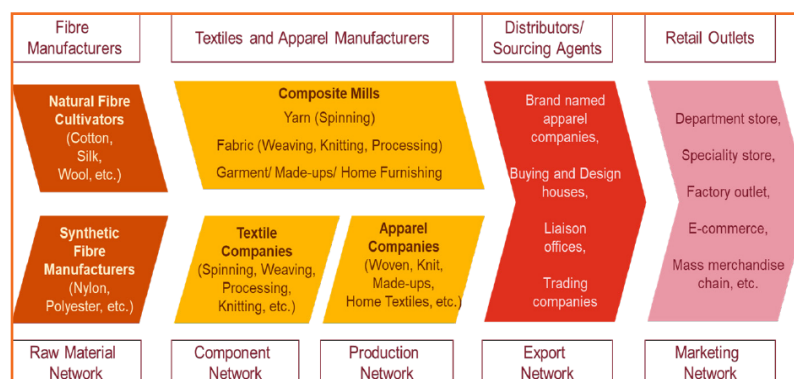 Fibre
Manufacturers
Textiles and Apparel Manufacturers
Distributors/
Sourcing Agents
Retail Outlets
Natural Fibre
Cultivators
(Cotton,
Silk,
Wool, etc.)
Composite Mills
Yarn (Spinning)
Fabric (Weaving, Knitting, Processing)
Garment/ Made-ups/ Home Furnishing
Synthetic
Fibre
Manufacturers
(Nylon,
Polyester, etc.)
Textile
Companies
(Spinning, Weaving,
Processing,
Knitting, etc.)
Apparel
Companies
(Woven, Knit,
Made-ups,
Home Textiles, etc.)
Brand named
apparel
companies,
Buying and Design
houses,
Liaison
offices,
Trading
companies
Department store,
Speciality store,
Factory outlet,
E-commerce,
Mass merchandise
chain, etc.
Raw Material
Network
Component
Network
Production
Network
Export
Network
Marketing
Network